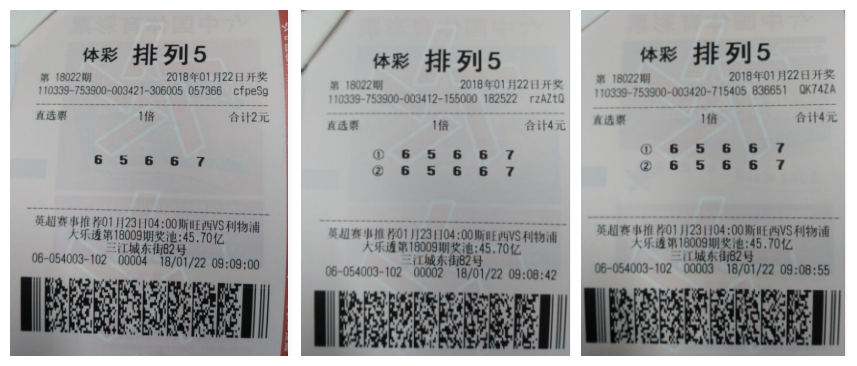 体彩 排列5
第 18022期 2018年01月22日开奖
110339-753900-003421-306005 057366 cfpeSg
直选票 1倍 合计2元
6 5 6 6 7
英超赛事推荐01月23日04:00斯旺西VS利物浦
大乐透第18009期奖池:45.70亿
三江城东街82号
06-054003-102 00004 18/01/22 09:09:00
体彩 排列5
第 18022期 2018年01月22日开奖
110339-753900-003412-155000 182522 rzAZtQ
直选票 1倍 合计4元
① 6 5 6 6 7
② 6 5 6 6 7
英超赛事推荐01月23日04:00斯旺西VS利物浦
大乐透第18009期奖池:45.70亿
三江城东街82号
06-054003-102 00002 18/01/22 09:08:42
体彩 排列5
第 18022期 2018年01月22日开奖
110339-753900-003420-715405 836651 QK74ZA
直选票 1倍 合计4元
① 6 5 6 6 7
② 6 5 6 6 7
英超赛事推荐01月23日04:00斯旺西VS利物浦
大乐透第18009期奖池:45.70亿
三江城东街82号
06-054003-102 00003 18/01/22 09:08:55